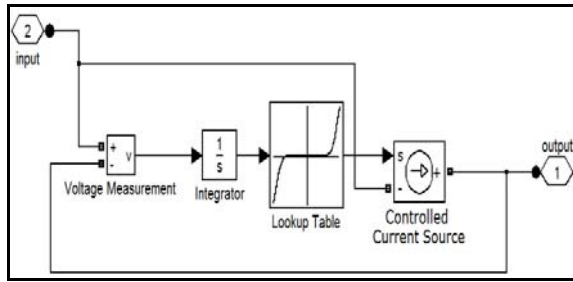 2
input
+
-
v
Voltage Measurement
1
s
Integrator
Lookup Table
s
-
+
Controlled
Current Source
output
1